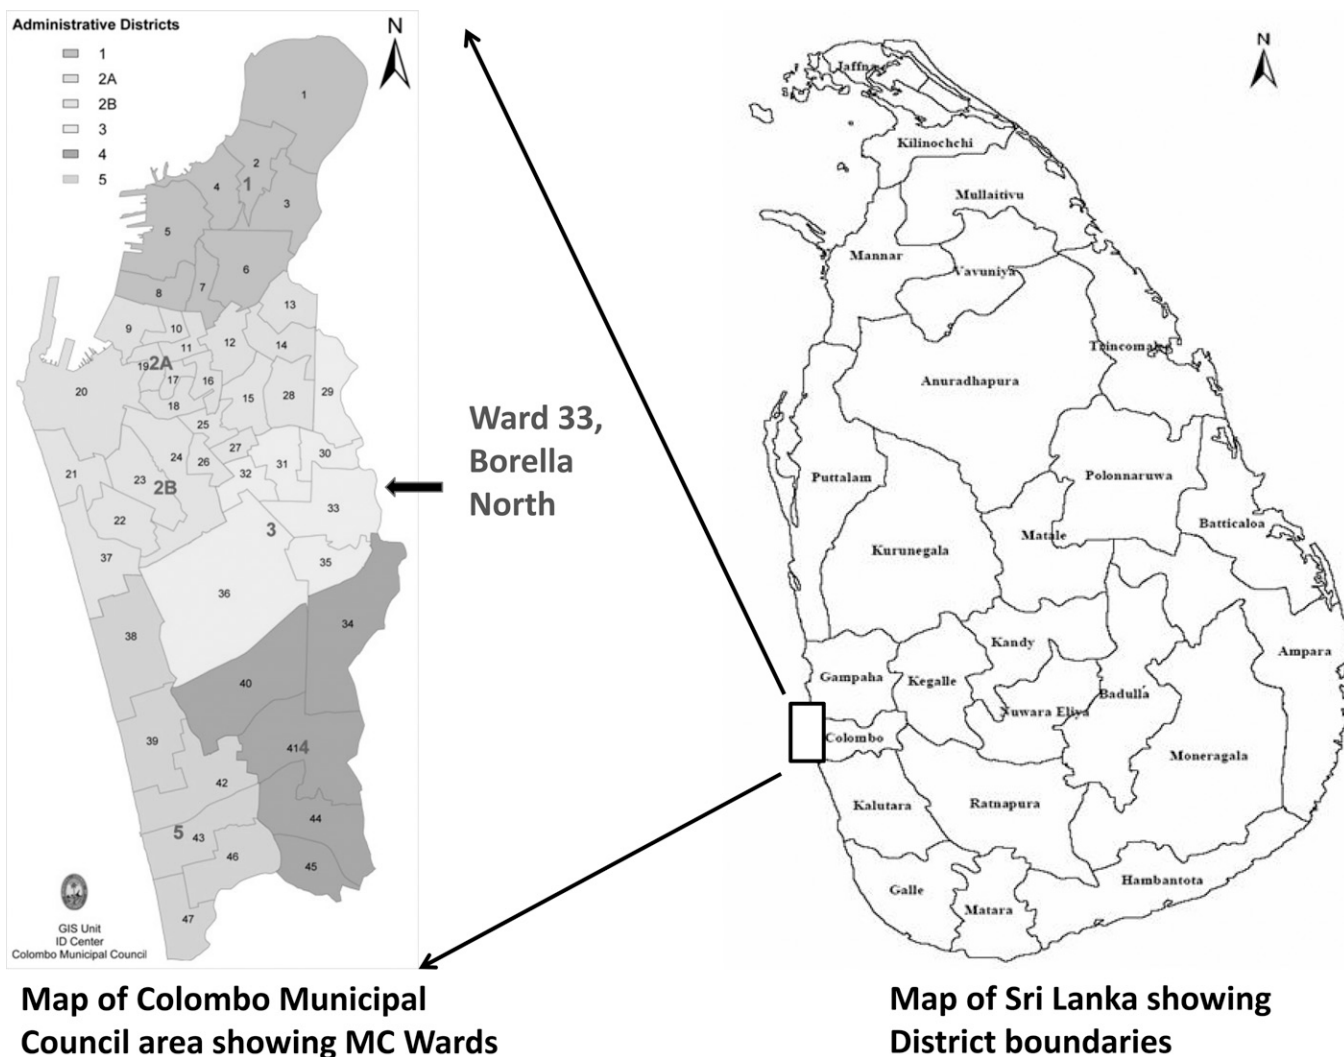 Administrative Districts
1
2A
2B
3
4
5
N
1
2
1
4
3
5
6
7
8
13
9
10
11
12
14
19
2A
17
16
18
20
15
28
29
25
27
30
24
26
32
31
21
23
2B
22
33
3
37
35
36
38
34
40
39
41
4
42
44
5
43
46
45
47
GIS Unit
ID Center
Colombo Municipal Council
Ward 33,
Borella
North
N
Jaffna
Kilinochchi
Mullaitivu
Mannar
Vavuniya
Trincomalee
Anuradhapura
Puttalam
Polonnaruwa
Batticaloa
Kurunegala
Matale
Kandy
Ampara
Gampaha
Kegalle
Badulla
Nuwara Eliya
Colombo
Moneragala
Kalutara
Ratnapura
Galle
Matara
Hambantota
Map of Colombo Municipal
Council area showing MC Wards
Map of Sri Lanka showing
District boundaries